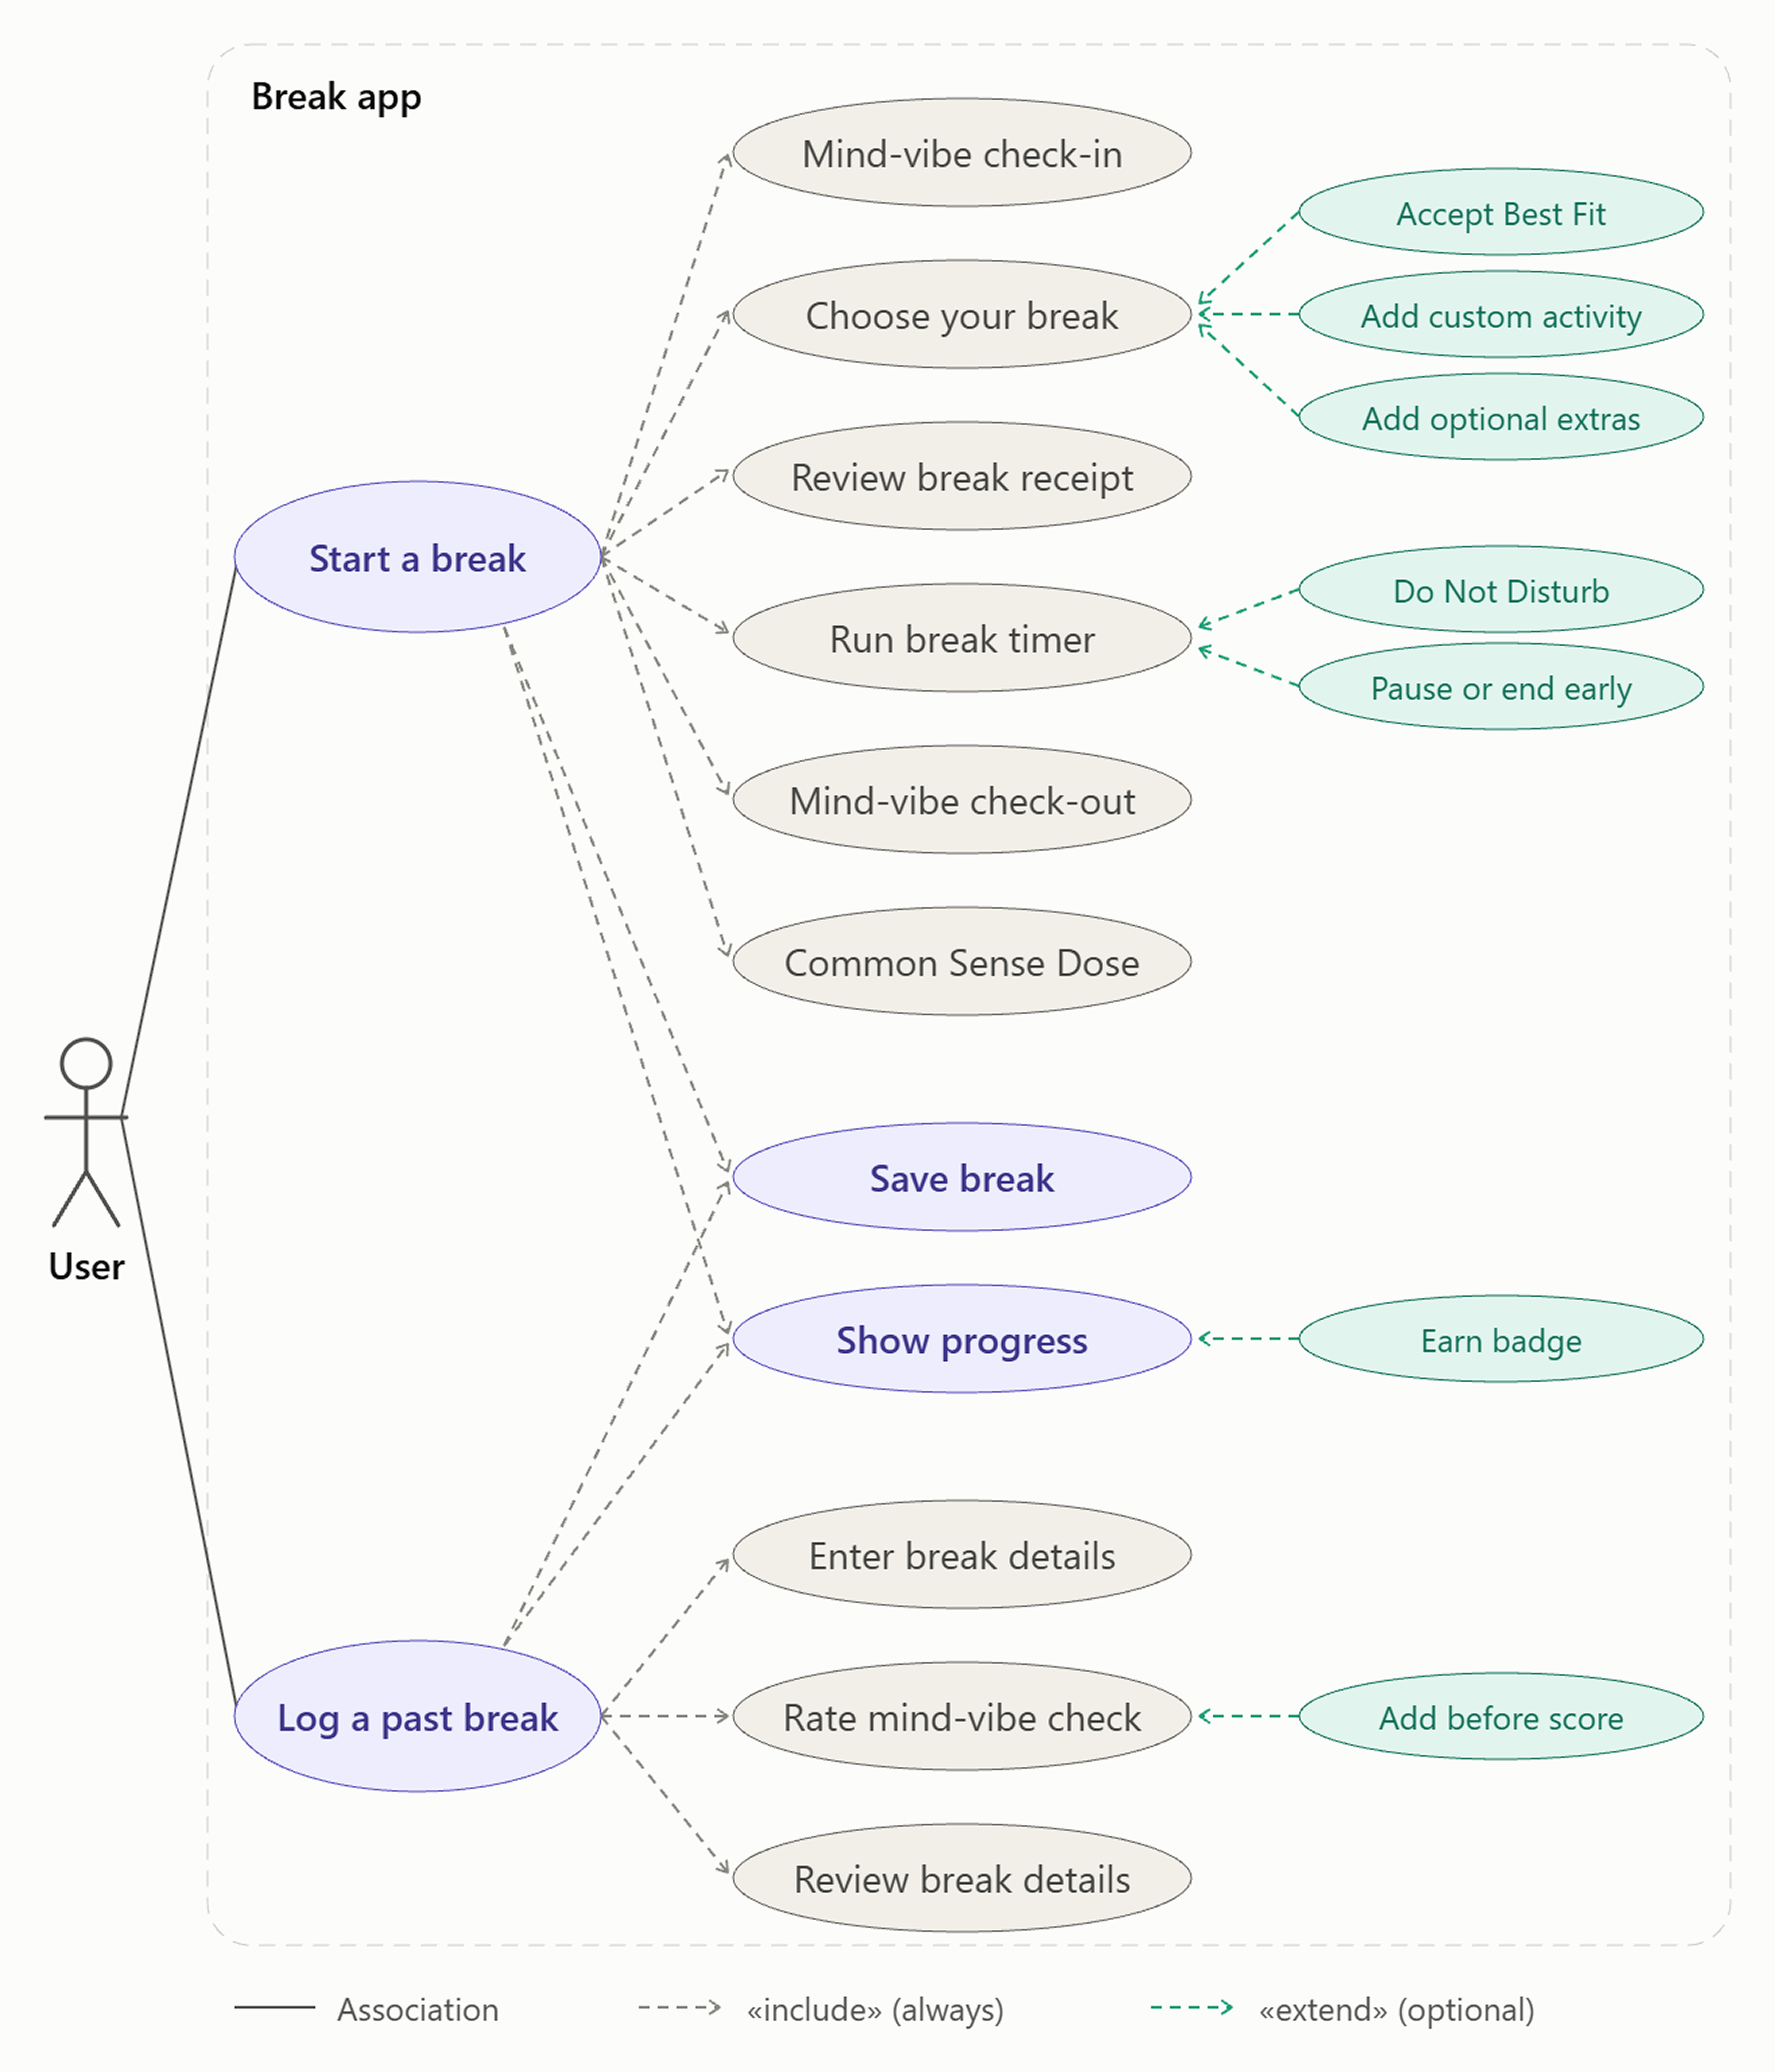 Break app
Mind-vibe check-in
Accept Best Fit
Choose your break
Add custom activity
Add optional extras
Review break receipt
Start a break
Do Not Disturb
Run break timer
Pause or end early
Mind-vibe check-out
Common Sense Dose
Save break
User
Show progress
Earn badge
Enter break details
Log a past break
Rate mind-vibe check
Add before score
Review break details
Association
«include» (always)
«extend» (optional)